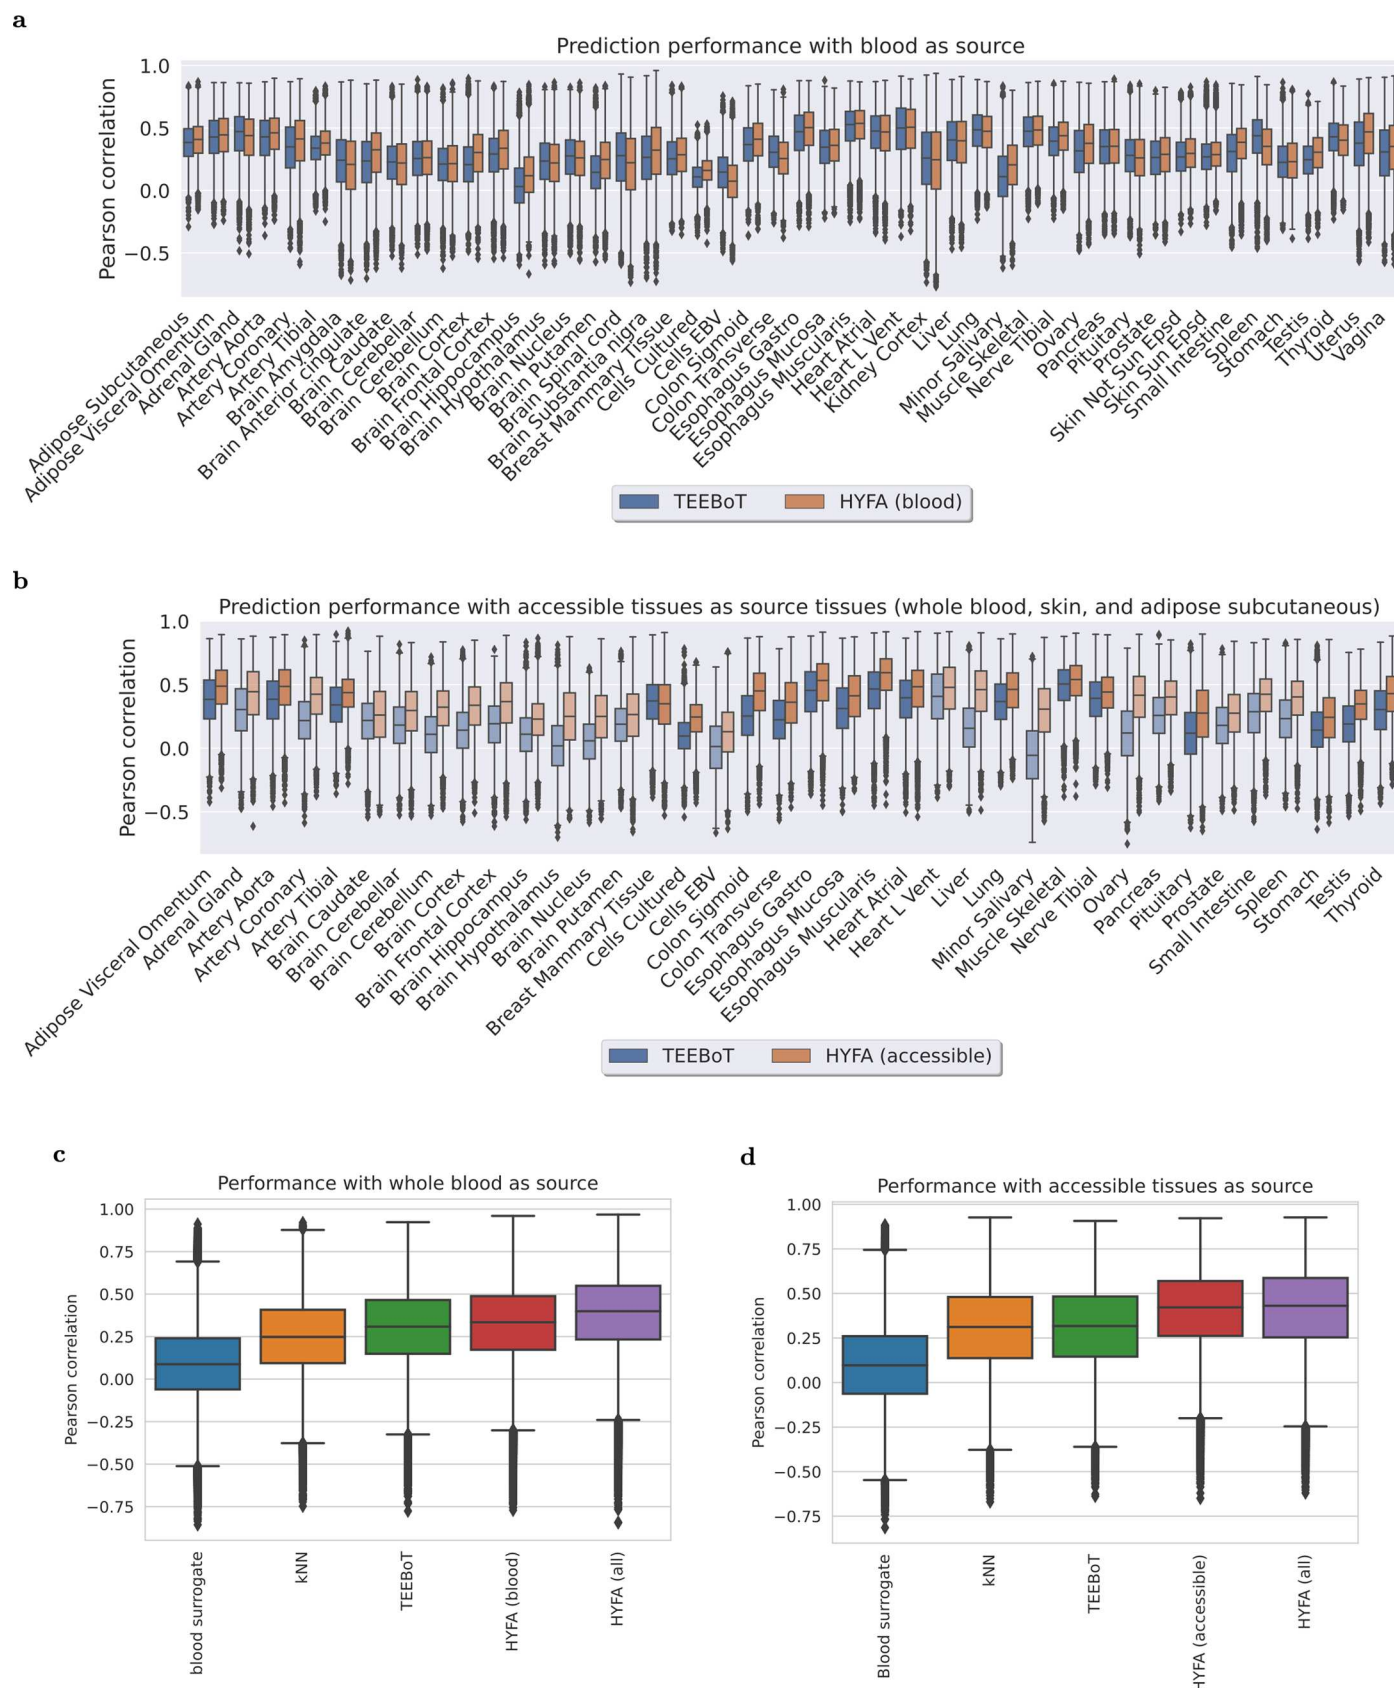 a
Prediction performance with blood as source
Pearson correlation
1.0
0.5
0.0
−0.5
Adipose Subcutaneous
Adipose Visceral Omentum
Adrenal Gland
Artery Aorta
Artery Coronary
Artery Tibial
Brain Amygdala
Brain Anterior cingulate
Brain Caudate
Brain Cerebellar
Brain Cerebellum
Brain Cortex
Brain Frontal Cortex
Brain Hippocampus
Brain Hypothalamus
Brain Nucleus
Brain Putamen
Brain Spinal cord
Brain Substantia nigra
Breast Mammary Tissue
Cells Cultured
Cells EBV
Colon Sigmoid
Colon Transverse
Esophagus Gastro
Esophagus Mucosa
Esophagus Muscularis
Heart Atrial
Heart L Vent
Kidney Cortex
Liver
Lung
Minor Salivary
Muscle Skeletal
Nerve Tibial
Ovary
Pancreas
Pituitary
Prostate
Skin Not Sun Epsd
Skin Sun Epsd
Small Intestine
Spleen
Stomach
Testis
Thyroid
Uterus
Vagina
TEEBoT
HYFA (blood)
b
Prediction performance with accessible tissues as source tissues (whole blood, skin, and adipose subcutaneous)
Pearson correlation
1.0
0.5
0.0
−0.5
Adipose Visceral Omentum
Adrenal Gland
Artery Aorta
Artery Coronary
Artery Tibial
Brain Caudate
Brain Cerebellar
Brain Cerebellum
Brain Cortex
Brain Frontal Cortex
Brain Hippocampus
Brain Hypothalamus
Brain Nucleus
Brain Putamen
Breast Mammary Tissue
Cells Cultured
Cells EBV
Colon Sigmoid
Colon Transverse
Esophagus Gastro
Esophagus Mucosa
Esophagus Muscularis
Heart Atrial
Heart L Vent
Liver
Lung
Minor Salivary
Muscle Skeletal
Nerve Tibial
Ovary
Pancreas
Pituitary
Prostate
Small Intestine
Spleen
Stomach
Testis
Thyroid
TEEBoT
HYFA (accessible)
c
Performance with whole blood as source
Pearson correlation
1.00
0.75
0.50
0.25
0.00
−0.25
−0.50
−0.75
blood surrogate
kNN
TEEBoT
HYFA (blood)
HYFA (all)
d
Performance with accessible tissues as source
Pearson correlation
1.00
0.75
0.50
0.25
0.00
−0.25
−0.50
−0.75
Blood surrogate
kNN
TEEBoT
HYFA (accessible)
HYFA (all)